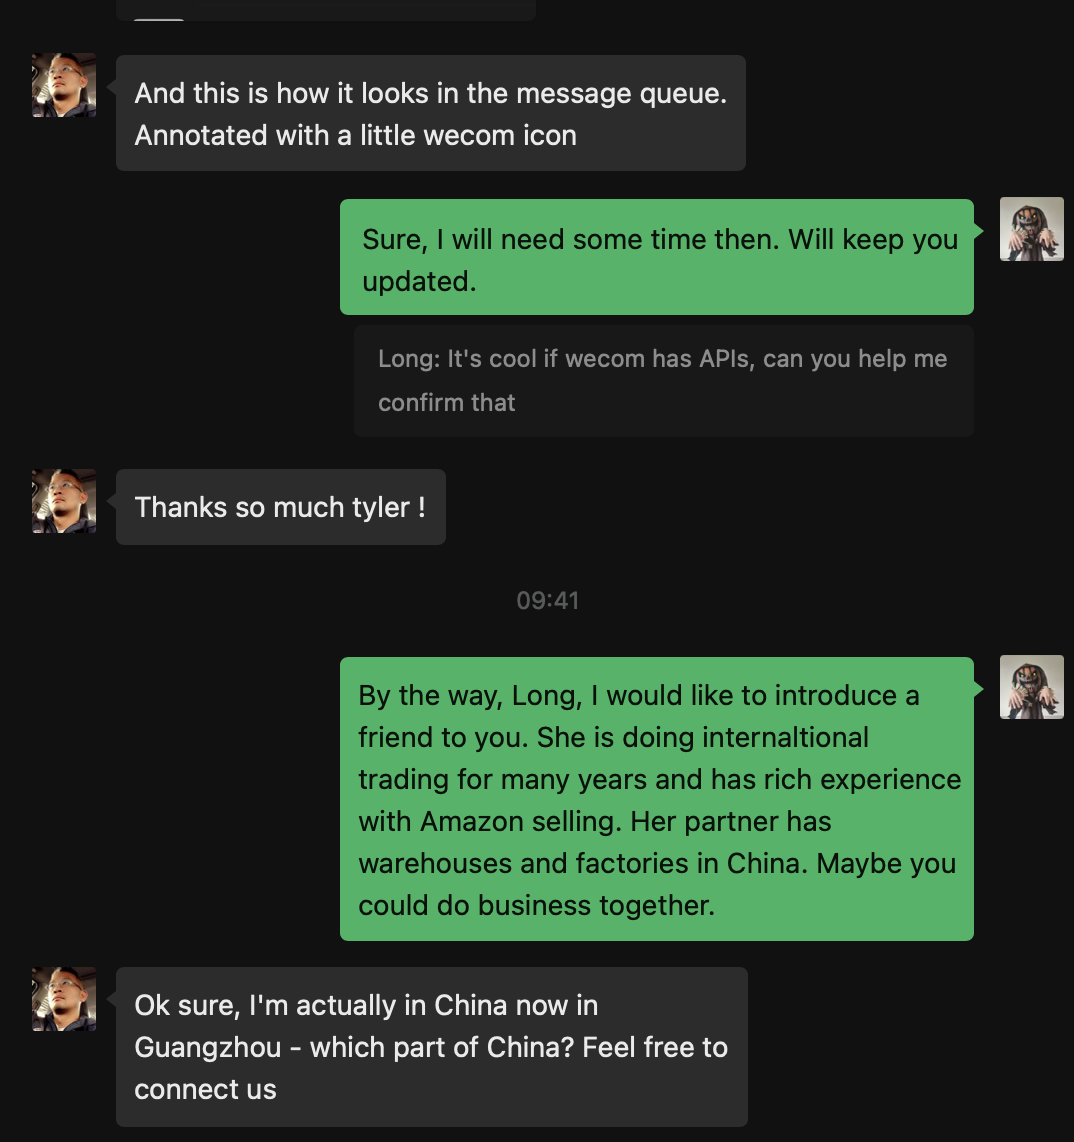 And this is how it looks in the message queue.
Annotated with a little wecom icon
Sure, I will need some time then. Will keep you
updated.
Long: It's cool if wecom has APIs, can you help me
confirm that
Thanks so much tyler !
09:41
By the way, Long, I would like to introduce a
friend to you. She is doing internaltional
trading for many years and has rich experience
with Amazon selling. Her partner has
warehouses and factories in China. Maybe you
could do business together.
Ok sure, I'm actually in China now in
Guangzhou - which part of China? Feel free to
connect us